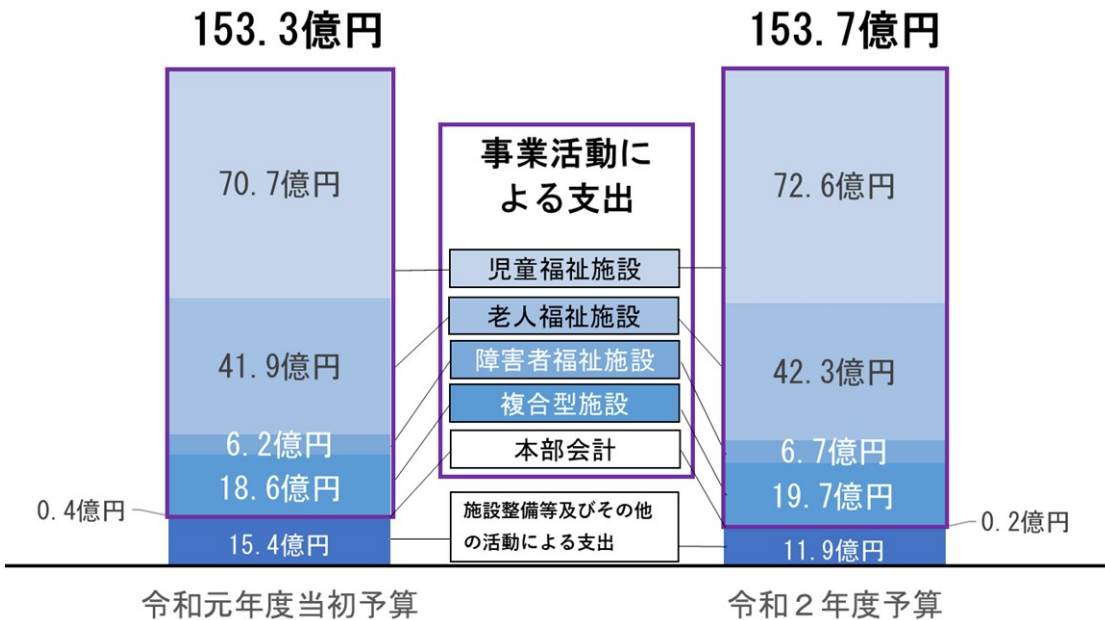 153.3億円
153.7億円
70.7億円
41.9億円
6.2億円
18.6億円
0.4億円
15.4億円
事業活動に
よる支出
児童福祉施設
老人福祉施設
障害者福祉施設
複合型施設
本部会計
施設整備等及びその他
の活動による支出
72.6億円
42.3億円
6.7億円
19.7億円
0.2億円
11.9億円
令和元年度当初予算
令和２年度予算